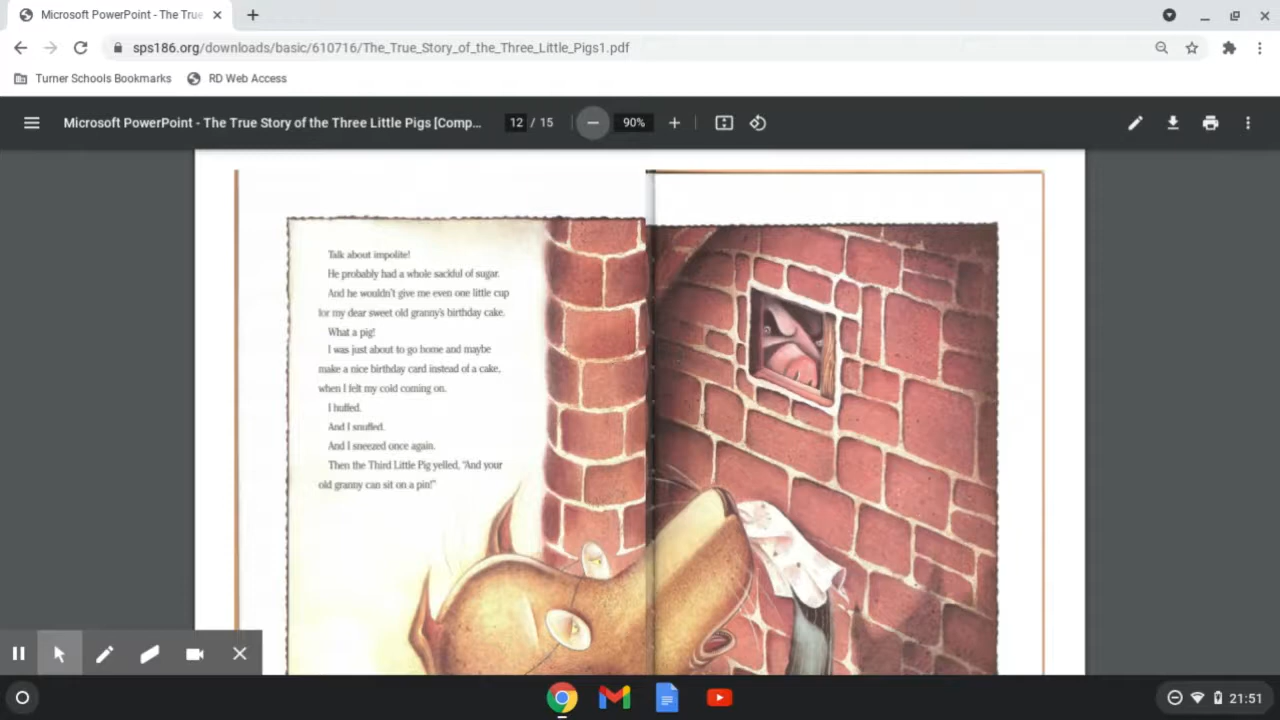 Microsoft PowerPoint - The True
sps186.org/downloads/basic/610716/The_True_Story_of_the_Three_Little_Pigs1.pdf
Turner Schools Bookmarks
RD Web Access
Microsoft PowerPoint - The True Story of the Three Little Pigs [Comp...
12 / 15
90%
Talk about impolite!
He probably had a whole sackful of sugar.
And he wouldn't give me even one little cup
for my dear sweet old granny's birthday cake.
What a pig!
I was just about to go home and maybe
make a nice birthday card instead of a cake,
when I felt my cold coming on.
I huffed.
And I snuffed.
And I sneezed once again.
Then the Third Little Pig yelled, "And your
old granny can sit on a pin!"
21:51